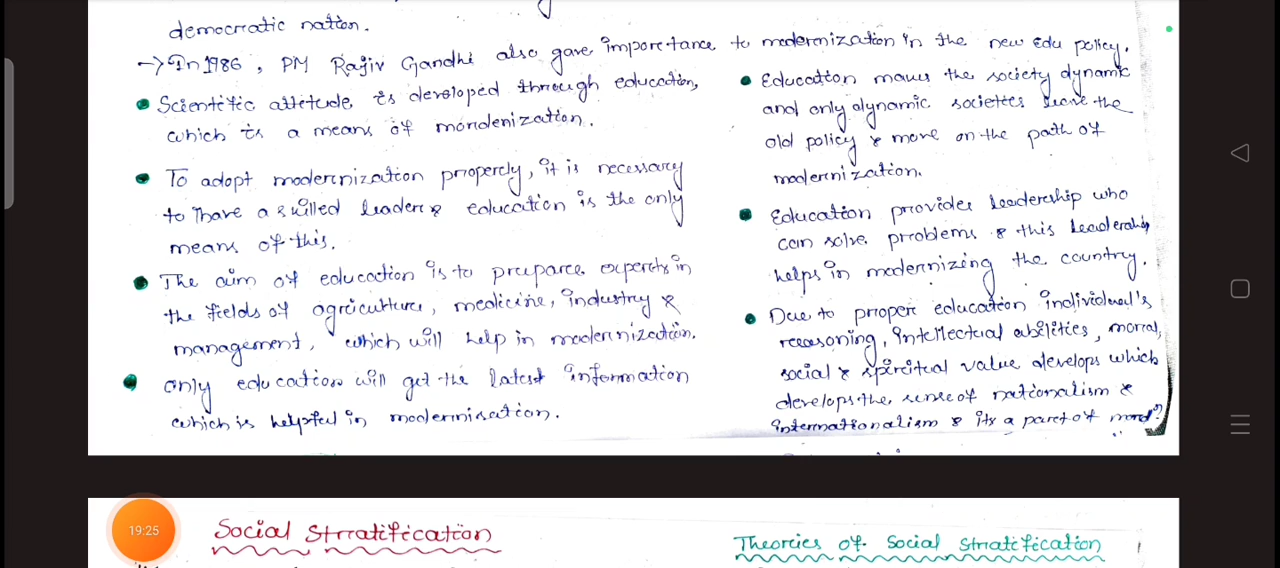 democratic nation.
→ In 1986, PM Rajiv Gandhi also gave importance to modernization in the new Edu policy.
• Scientific attitude is developed through education,
which is a means of mordenization.
• To adopt modernization properly, it is necessary
to have a skilled leader & education is the only
means of this.
• The aim of education is to prepare experts in
the fields of agriculture, medicine, industry &
management, which will help in modernization.
• Only education will get the latest information
which is helpful in modernisation.
• Education makes the society dynamic
and only dynamic societies leave the
old policy & move on the path of
modernization.
• Education provides leadership who
can solve problems & this leadership
helps in modernizing the country.
• Due to proper education individual's
reasoning, intellectual abilities, moral,
social & spiritual value develops which
develops the sense of nationalism &
internationalism & its a part of
19:25
Social Stratification
Theories of Social Stratification